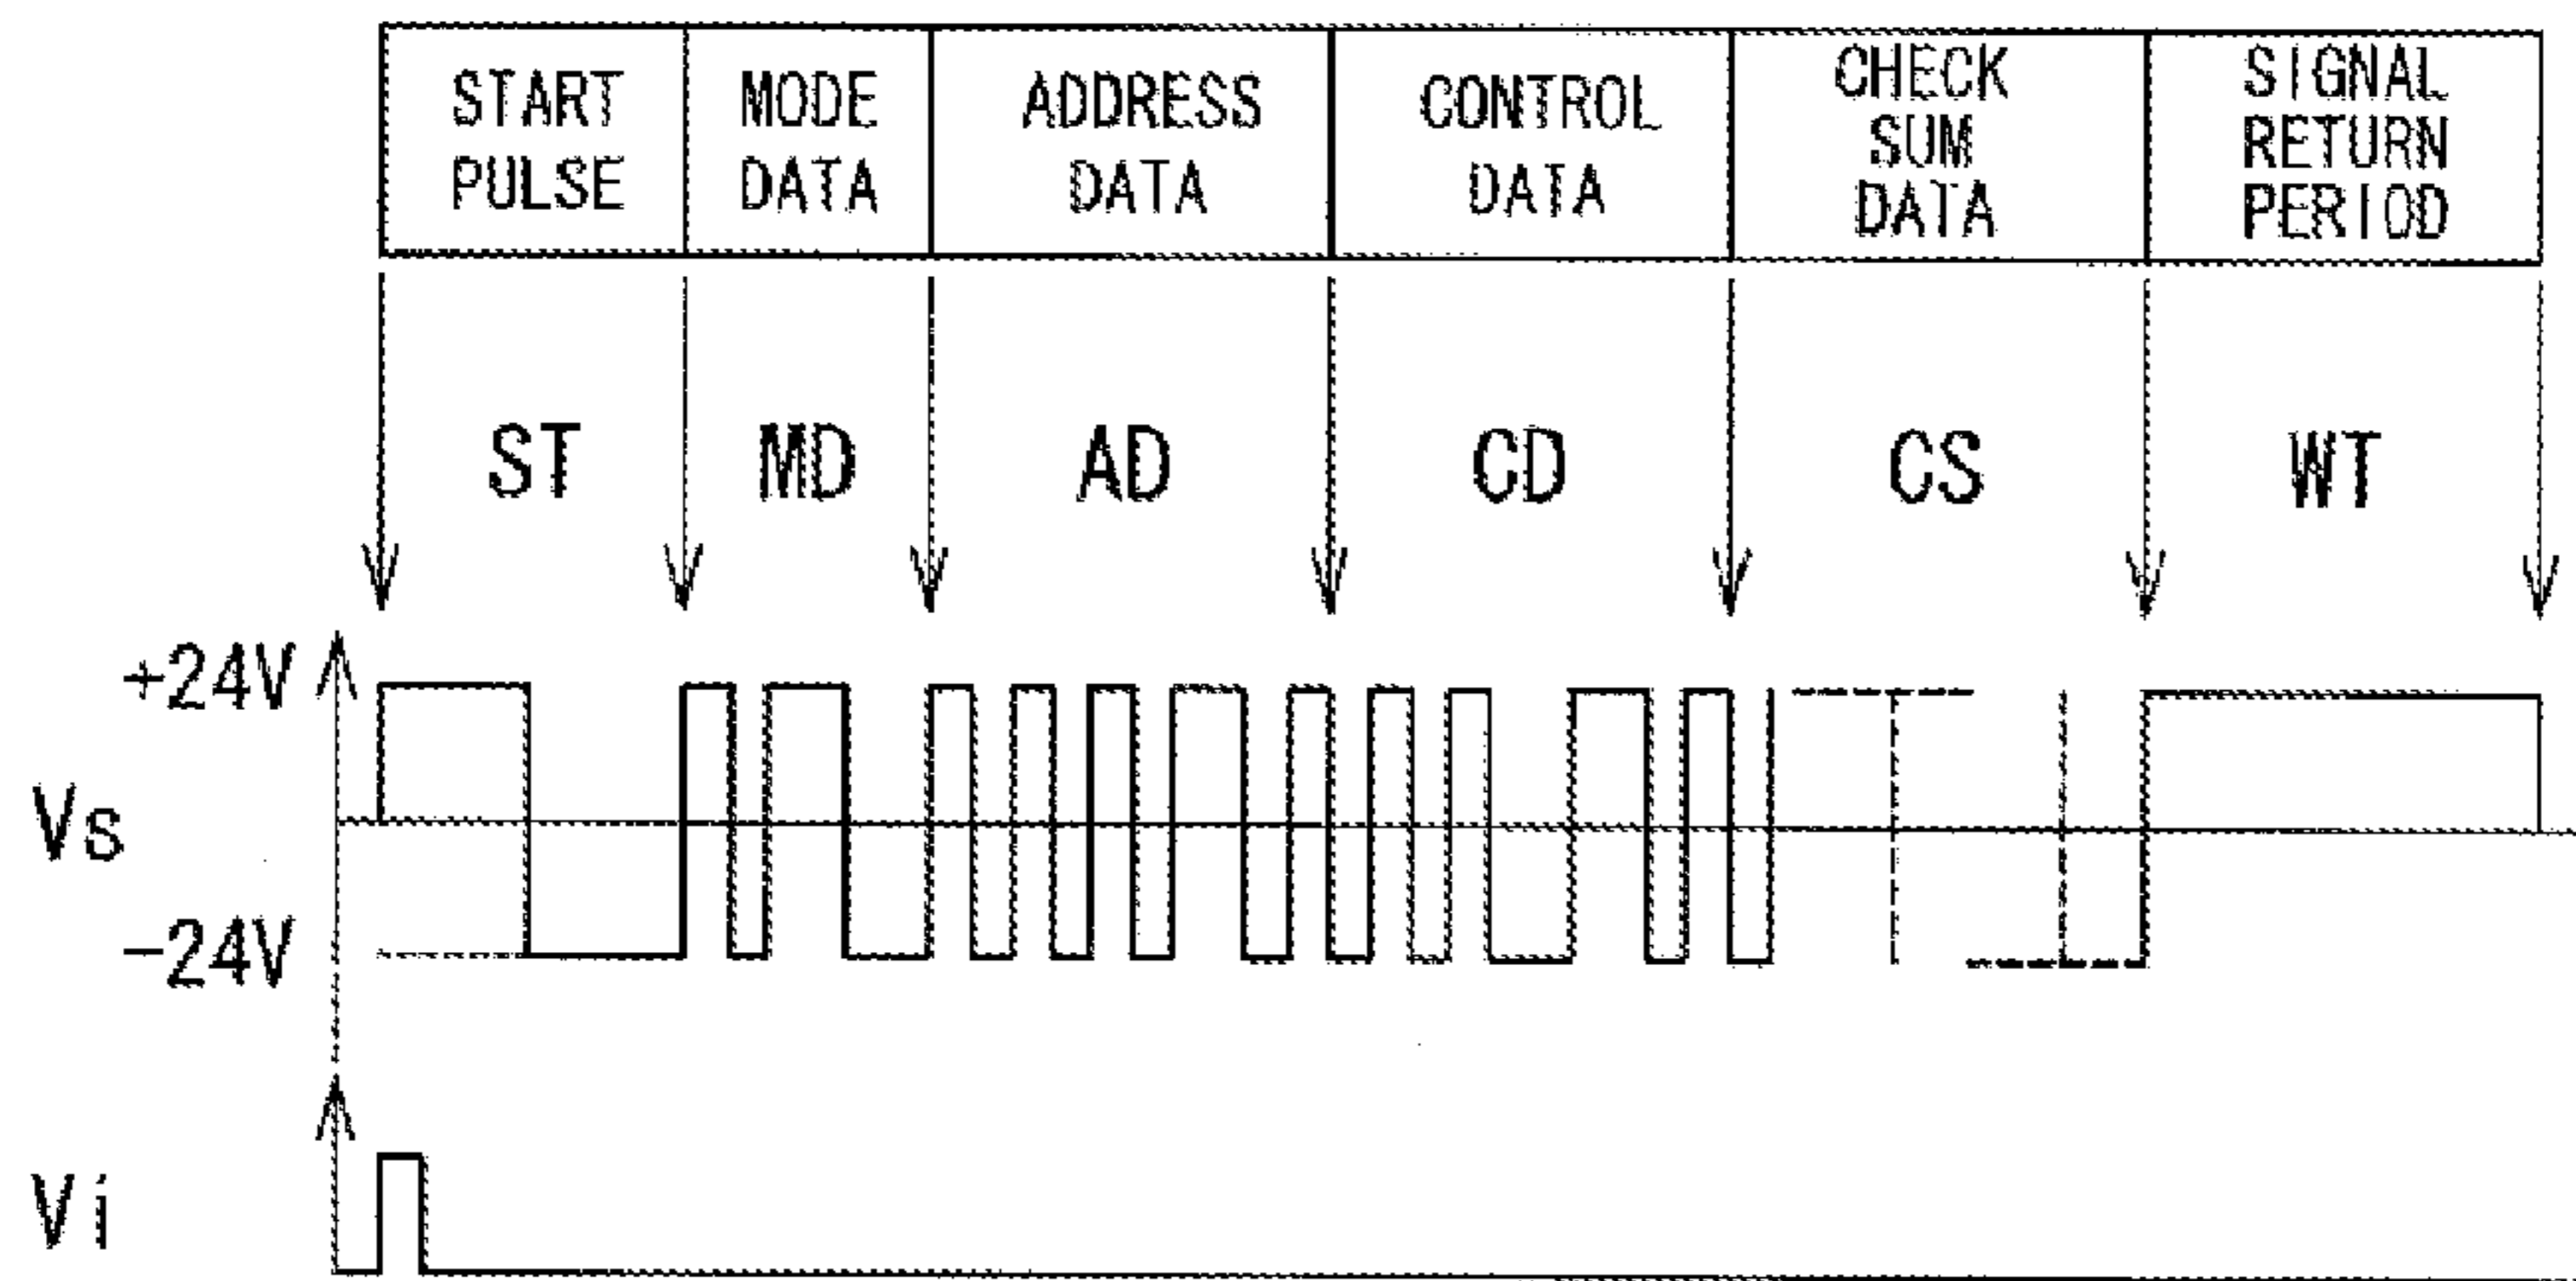 START
PULSE
MODE
DATA
ADDRESS
DATA
CONTROL
DATA
CHECK
SUM
DATA
SIGNAL
RETURN
PERIOD
ST MD AD CD CS WT
+24V
Vs
-24V
Vi